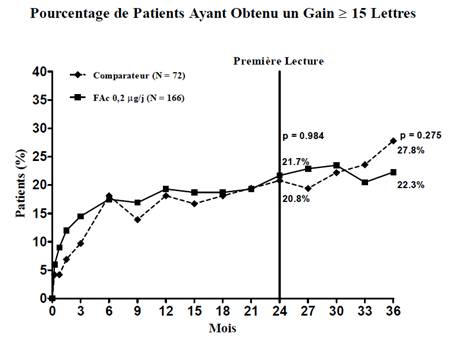 Pourcentage de Patients Ayant Obtenu un Gain ≥ 15 Lettres
Première Lecture
40
35
30
25
20
15
10
5
0
Patients (%)
Comparateur (N = 72)
FAc 0,2 µg/j (N = 166)
p = 0.984
21.7%
20.8%
p = 0.275
27.8%
22.3%
0 3 6 9 12 15 18 21 24 27 30 33 36
Mois